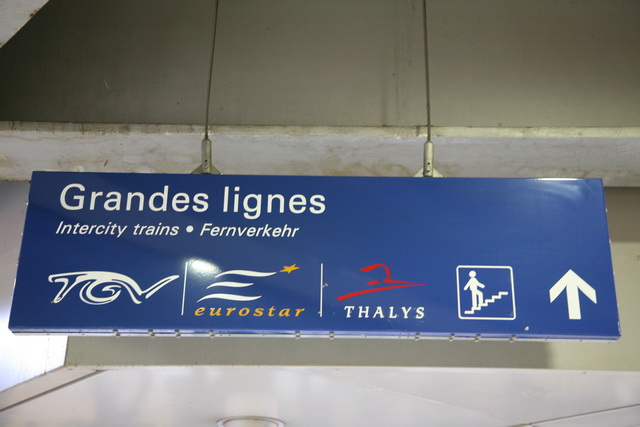 Grandes lignes
Intercity trains • Fernverkehr
TGV eurostar THALYS